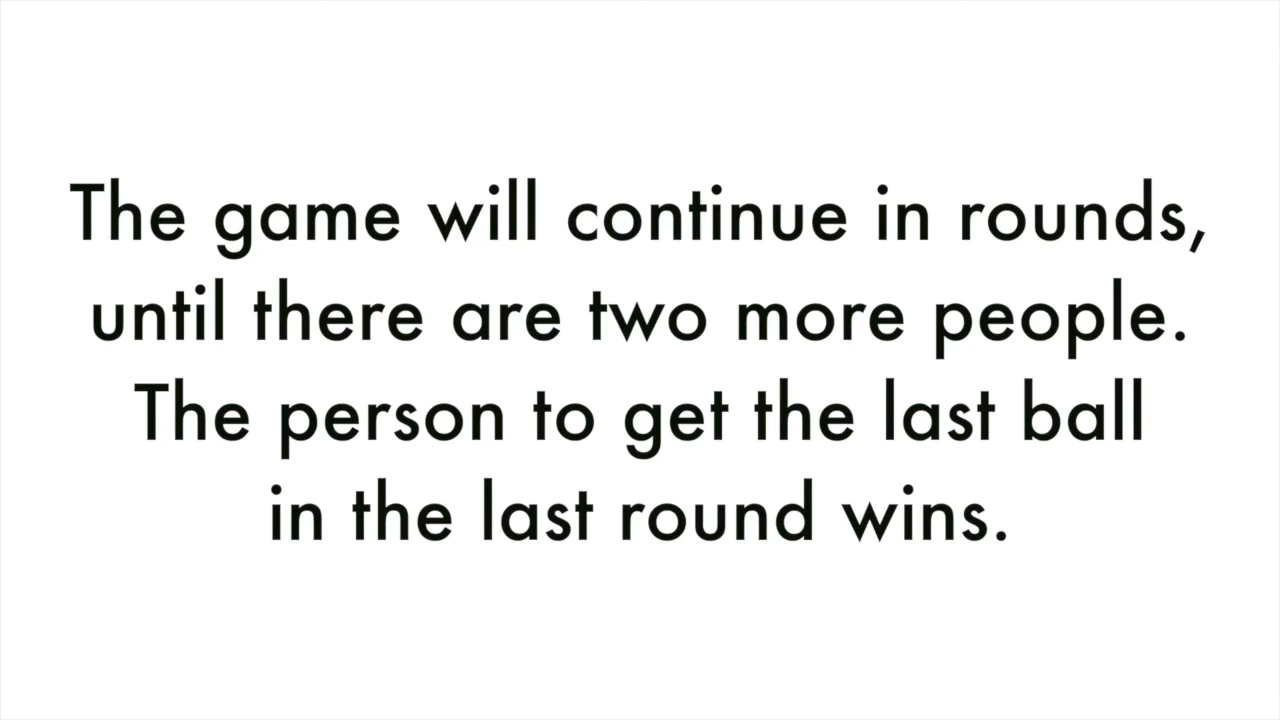 The game will continue in rounds,
until there are two more people.
The person to get the last ball
in the last round wins.